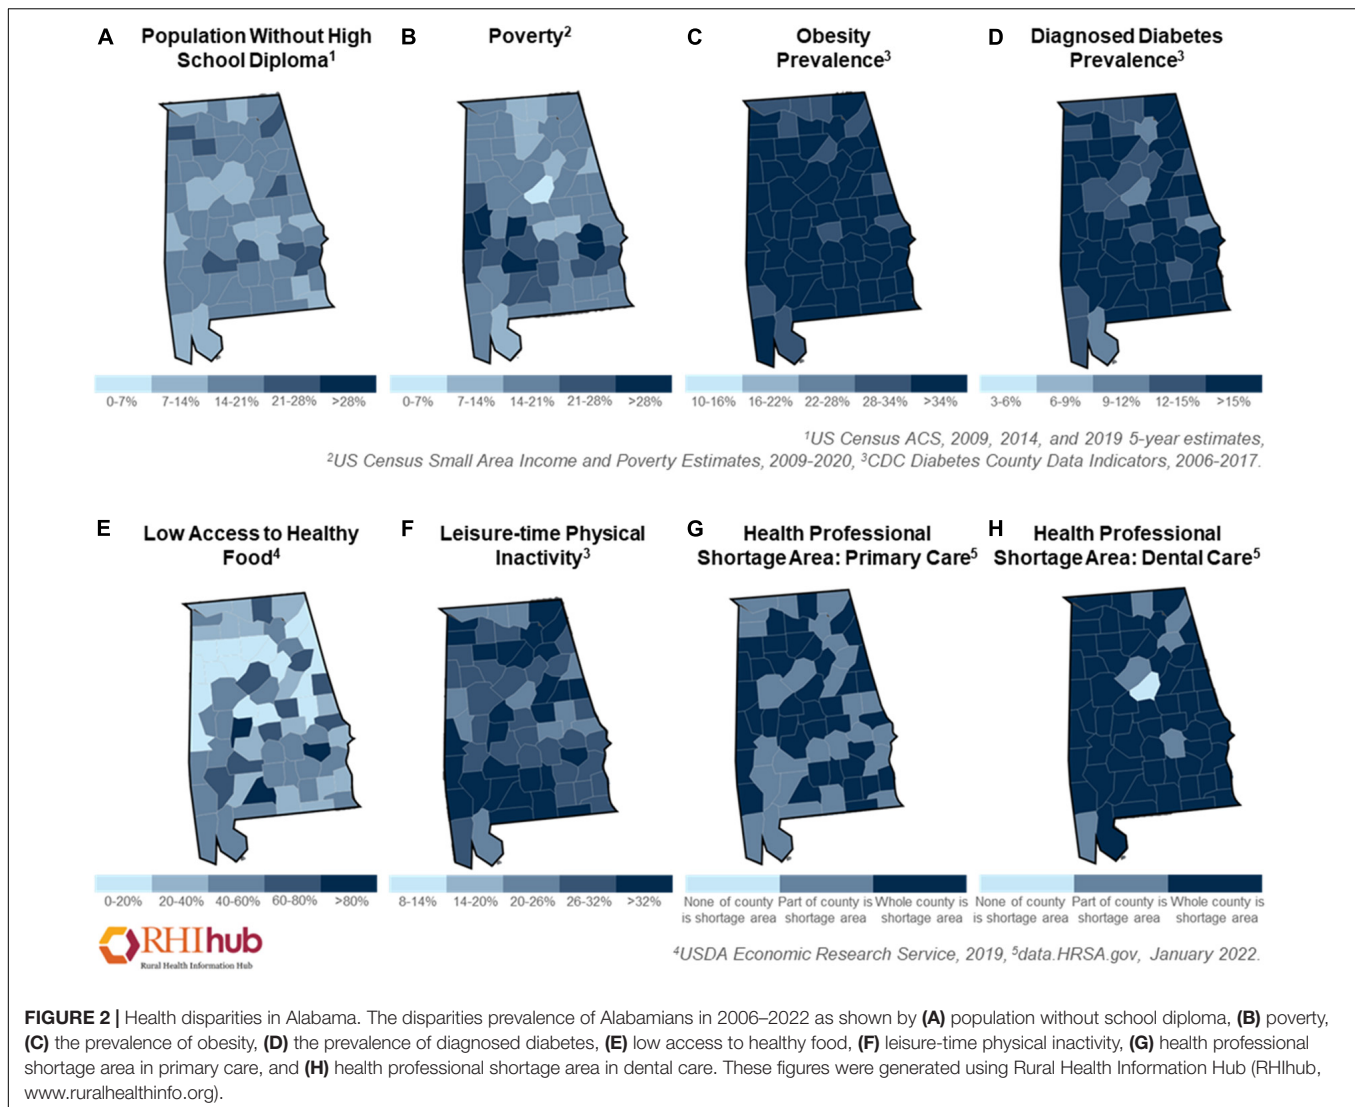 A Population Without High School Diploma¹
B Poverty²
C Obesity Prevalence³
D Diagnosed Diabetes Prevalence³
0-7% 7-14% 14-21% 21-28% >28%
0-7% 7-14% 14-21% 21-28% >28%
10-16% 16-22% 22-28% 28-34% >34%
3-6% 6-9% 9-12% 12-15% >15%
¹US Census ACS, 2009, 2014, and 2019 5-year estimates,
²US Census Small Area Income and Poverty Estimates, 2009-2020, ³CDC Diabetes County Data Indicators, 2006-2017.
E Low Access to Healthy Food⁴
F Leisure-time Physical Inactivity³
G Health Professional Shortage Area: Primary Care⁵
H Health Professional Shortage Area: Dental Care⁵
0-20% 20-40% 40-60% 60-80% >80%
8-14% 14-20% 20-26% 26-32% >32%
None of county is shortage area Part of county is shortage area Whole county is shortage area
None of county is shortage area Part of county is shortage area Whole county is shortage area
RHIhub
Rural Health Information Hub
⁴USDA Economic Research Service, 2019, ⁵data.HRSA.gov, January 2022.
FIGURE 2 | Health disparities in Alabama. The disparities prevalence of Alabamians in 2006–2022 as shown by (A) population without school diploma, (B) poverty,
(C) the prevalence of obesity, (D) the prevalence of diagnosed diabetes, (E) low access to healthy food, (F) leisure-time physical inactivity, (G) health professional
shortage area in primary care, and (H) health professional shortage area in dental care. These figures were generated using Rural Health Information Hub (RHIhub,
www.ruralhealthinfo.org).